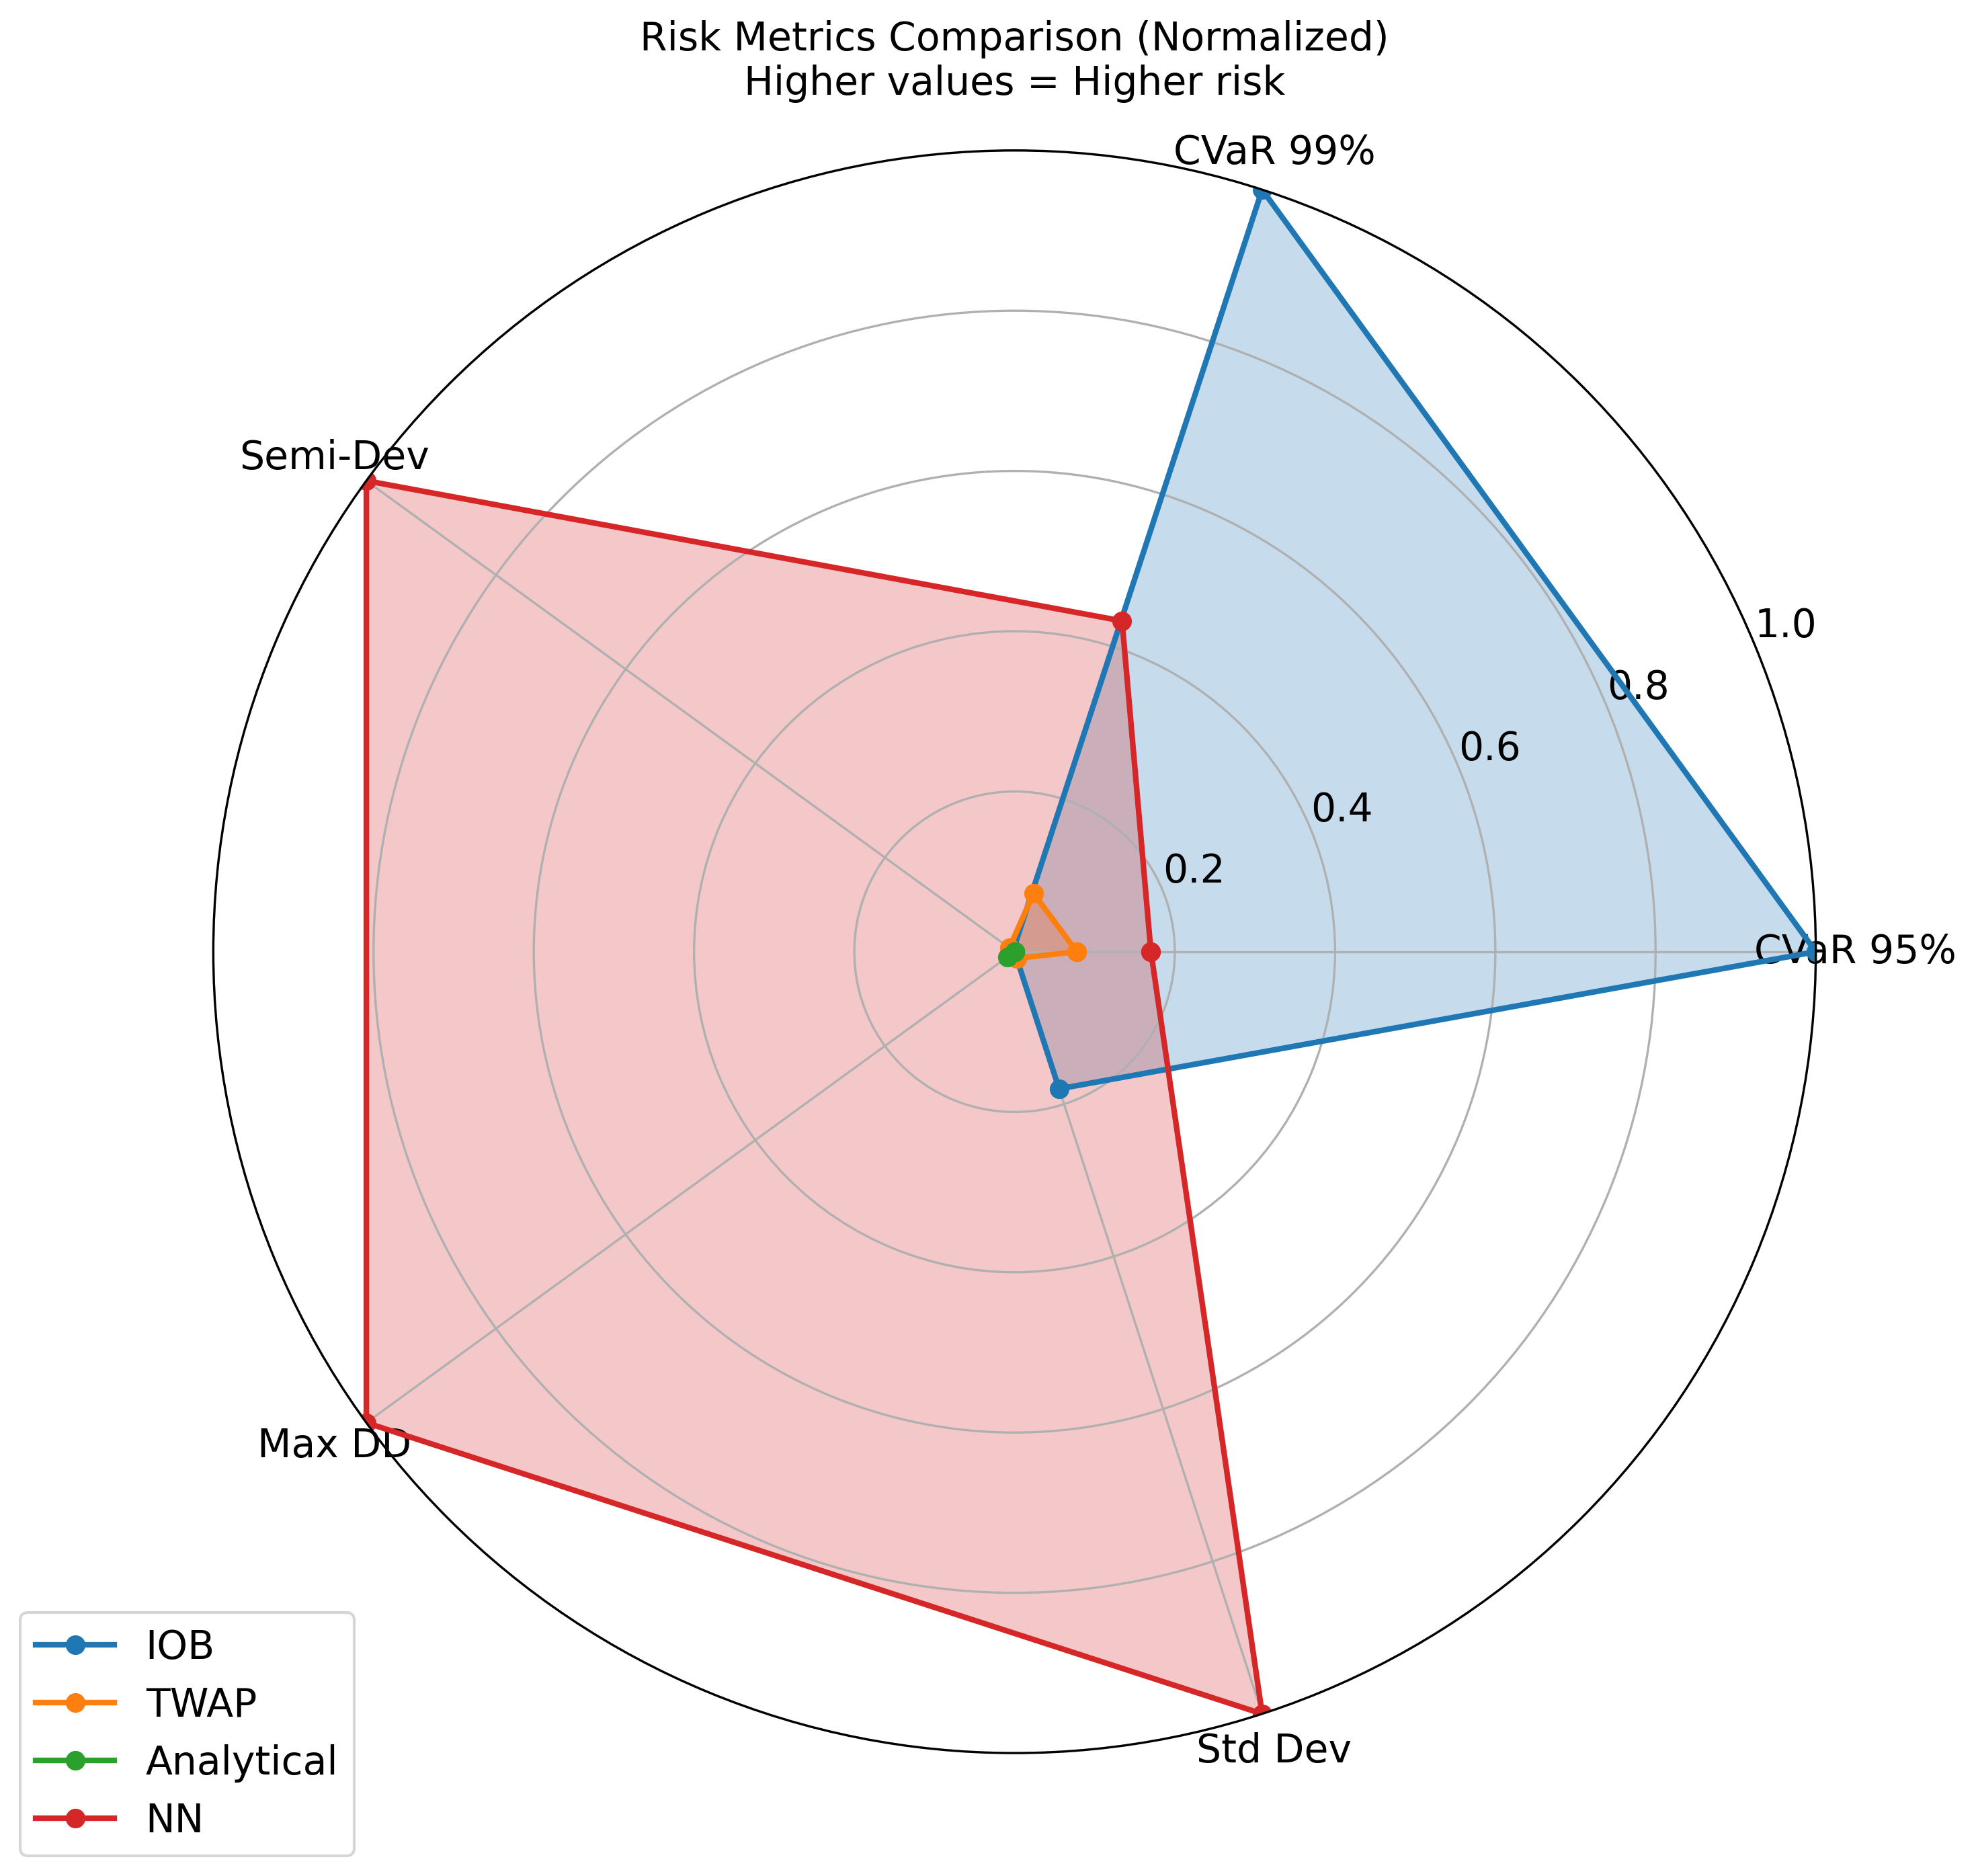 Risk Metrics Comparison (Normalized)
Higher values = Higher risk
CVaR 99%
Semi-Dev
1.0
0.8
0.6
0.4
0.2
CVaR 95%
Max DD
Std Dev
IOB
TWAP
Analytical
NN